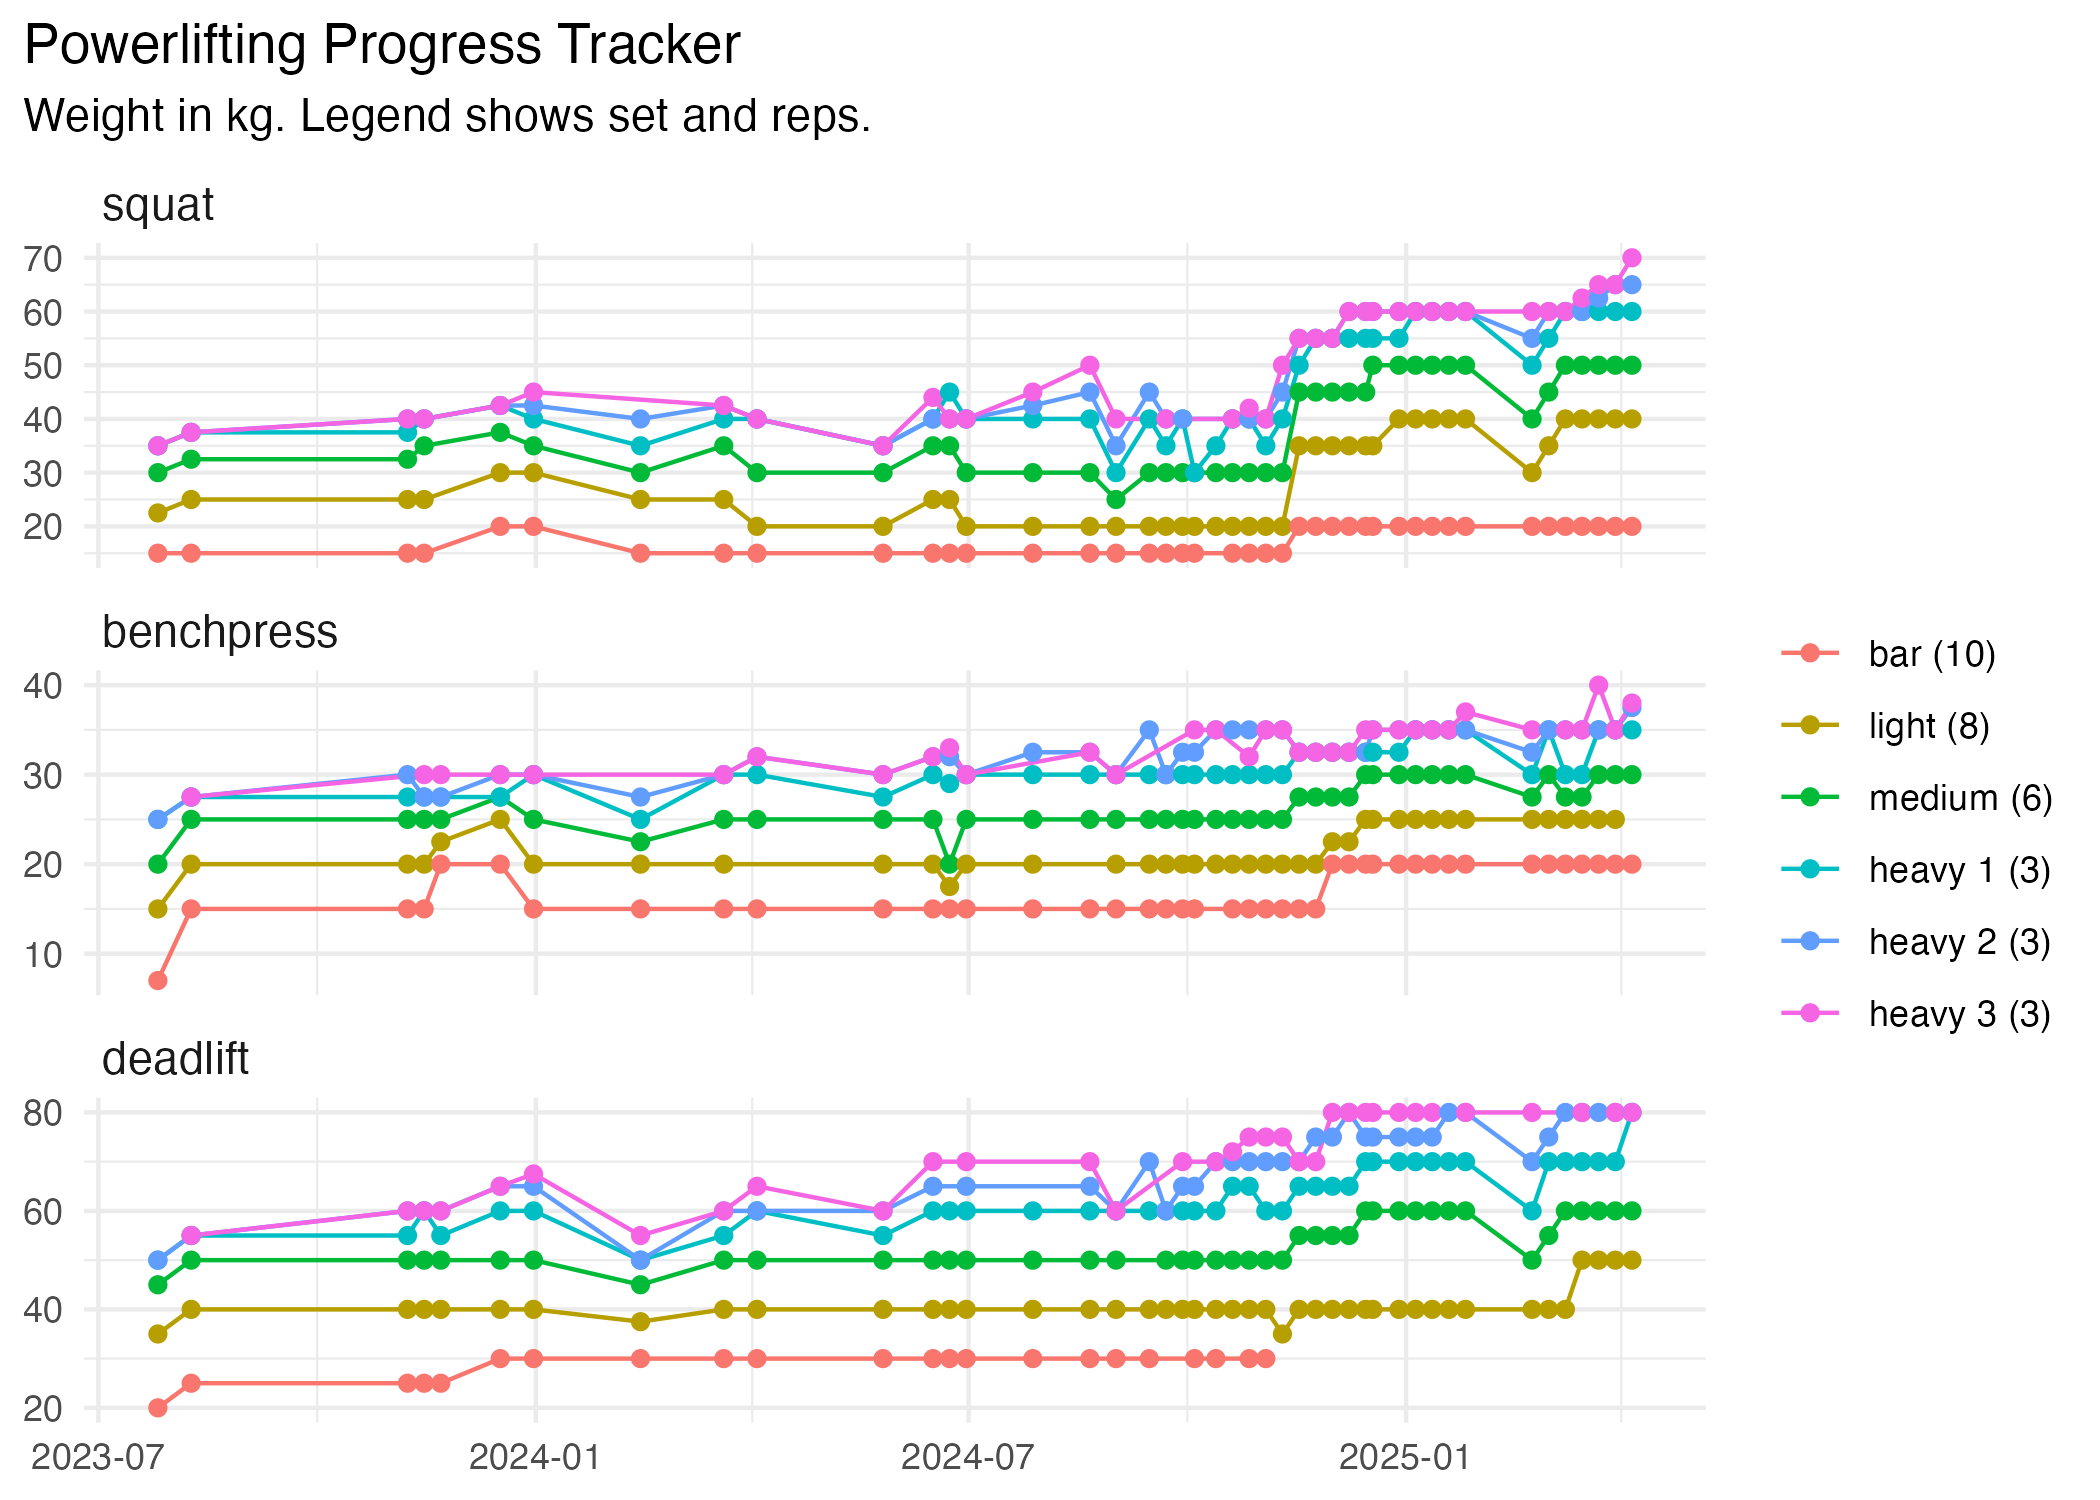 Powerlifting Progress Tracker
Weight in kg. Legend shows set and reps.
squat
70
60
50
40
30
20
benchpress
40
30
20
10
deadlift
80
60
40
20
2023-07 2024-01 2024-07 2025-01
bar (10)
light (8)
medium (6)
heavy 1 (3)
heavy 2 (3)
heavy 3 (3)